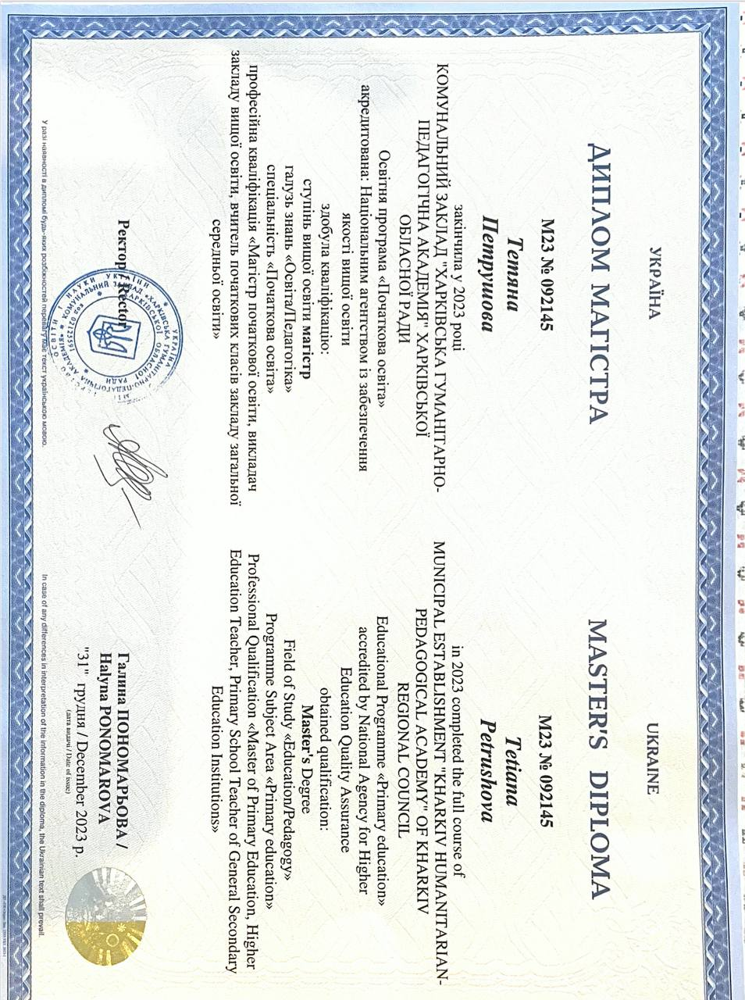 УКРАЇНА
ДИПЛОМ МАГІСТРА
М23 № 092145
Тетяна
Петрушова
закінчила у 2023 році
КОМУНАЛЬНИЙ ЗАКЛАД "ХАРКІВСЬКА ГУМАНІТАРНО-
ПЕДАГОГІЧНА АКАДЕМІЯ" ХАРКІВСЬКОЇ
ОБЛАСНОЇ РАДИ
Освітня програма «Початкова освіта»
акредитована: Національним агентством із забезпечення
якості вищої освіти
здобула кваліфікацію:
ступінь вищої освіти магістр
галузь знань «Освіта/Педагогіка»
спеціальність «Початкова освіта»
професійна кваліфікація «Магістр початкової освіти, викладач
закладу вищої освіти, вчитель початкових класів закладу загальної
середньої освіти»
Ректор / Rector
У разі наявності в дипломі будь-яких розбіжностей перевагу має текст українською мовою.
UKRAINE
MASTER'S DIPLOMA
M23 № 092145
Tetiana
Petrushova
in 2023 completed the full course of
MUNICIPAL ESTABLISHMENT "KHARKIV HUMANITARIAN-
PEDAGOGICAL ACADEMY" OF KHARKIV
REGIONAL COUNCIL
Educational Programme «Primary education»
accredited by National Agency for Higher
Education Quality Assurance
obtained qualification:
Master's Degree
Field of Study «Education/Pedagogy»
Programme Subject Area «Primary education»
Professional Qualification «Master of Primary Education, Higher
Education Teacher, Primary School Teacher of General Secondary
Education Institutions»
Галина ПОНОМАРЬОВА /
Halyna PONOMAROVA
"31" грудня / December 2023 р.
(дата видачі / Date of issue)
In case of any differences in interpretation of the information in the diploma, the Ukrainian text shall prevail.